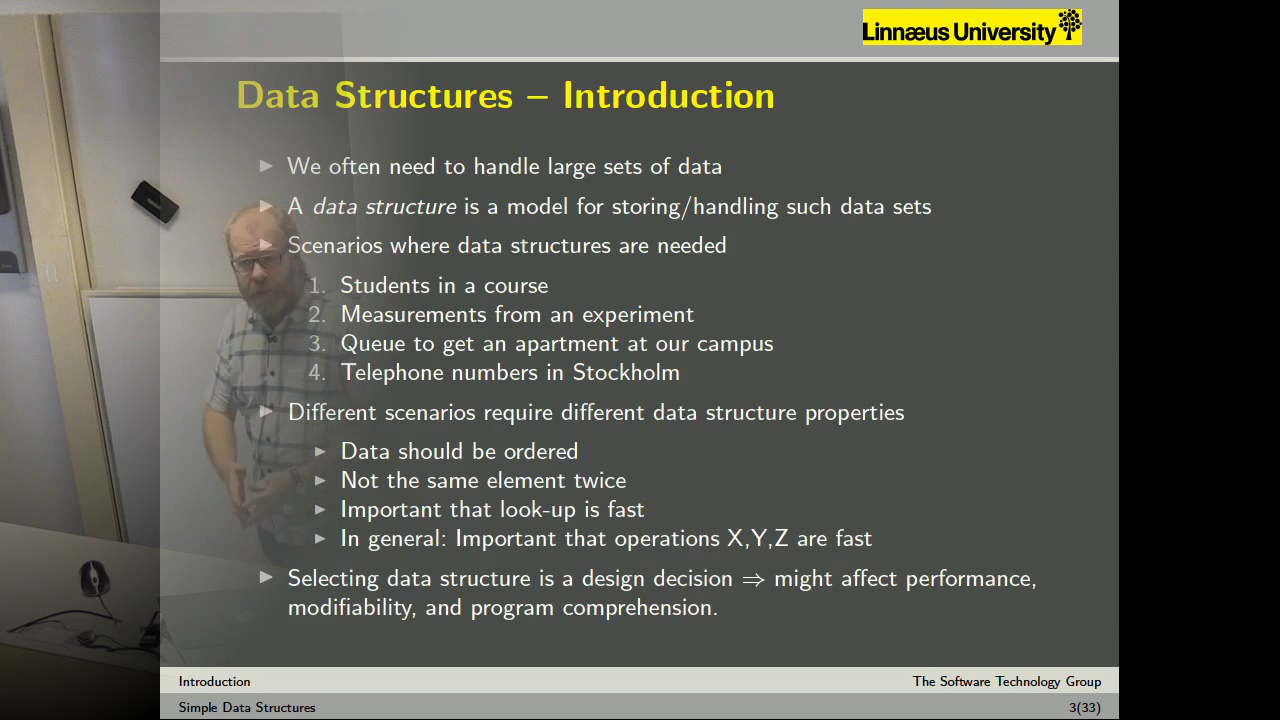 Linnæus University
Data Structures – Introduction
▶ We often need to handle large sets of data
▶ A data structure is a model for storing/handling such data sets
▶ Scenarios where data structures are needed
1. Students in a course
2. Measurements from an experiment
3. Queue to get an apartment at our campus
4. Telephone numbers in Stockholm
▶ Different scenarios require different data structure properties
▶ Data should be ordered
▶ Not the same element twice
▶ Important that look-up is fast
▶ In general: Important that operations X,Y,Z are fast
▶ Selecting data structure is a design decision ⇒ might affect performance,
modifiability, and program comprehension.
Introduction
The Software Technology Group
Simple Data Structures
3(33)